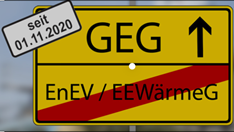 seit
01.11.2020
GEG
EnEV / EEWärmeG